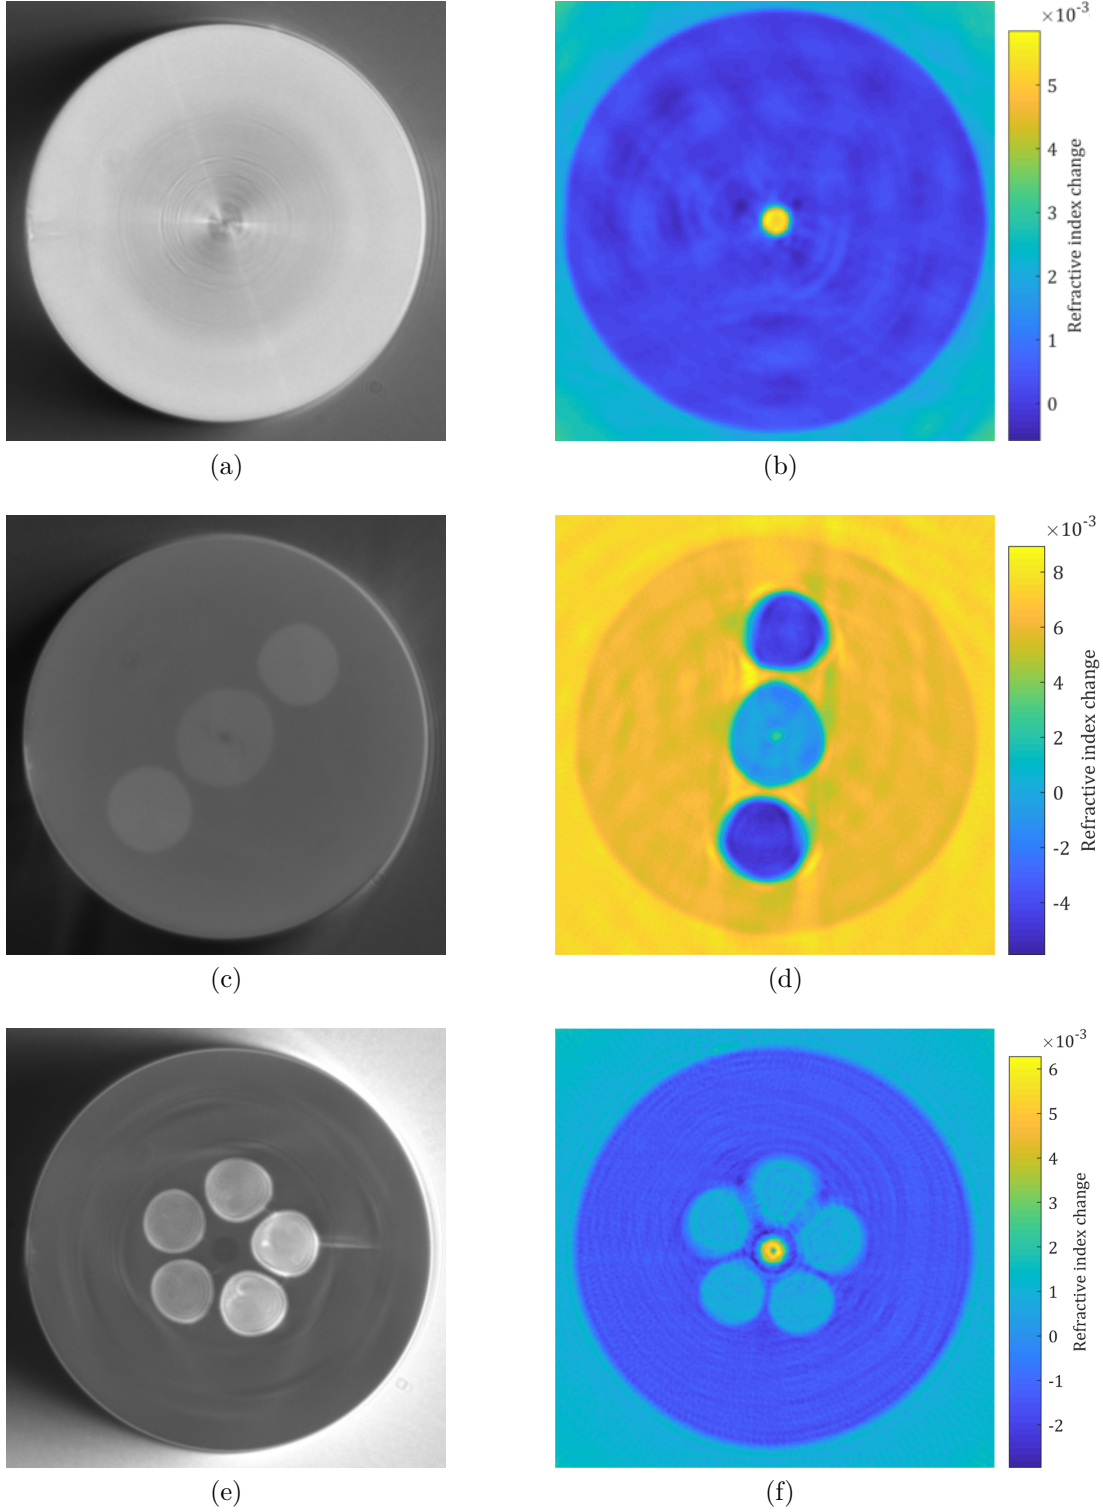 ×10⁻³
5
4
3
2
1
0
Refractive index change
(a)
(b)
×10⁻³
8
6
4
2
0
-2
-4
Refractive index change
(c)
(d)
×10⁻³
6
5
4
3
2
1
0
-1
-2
Refractive index change
(e)
(f)